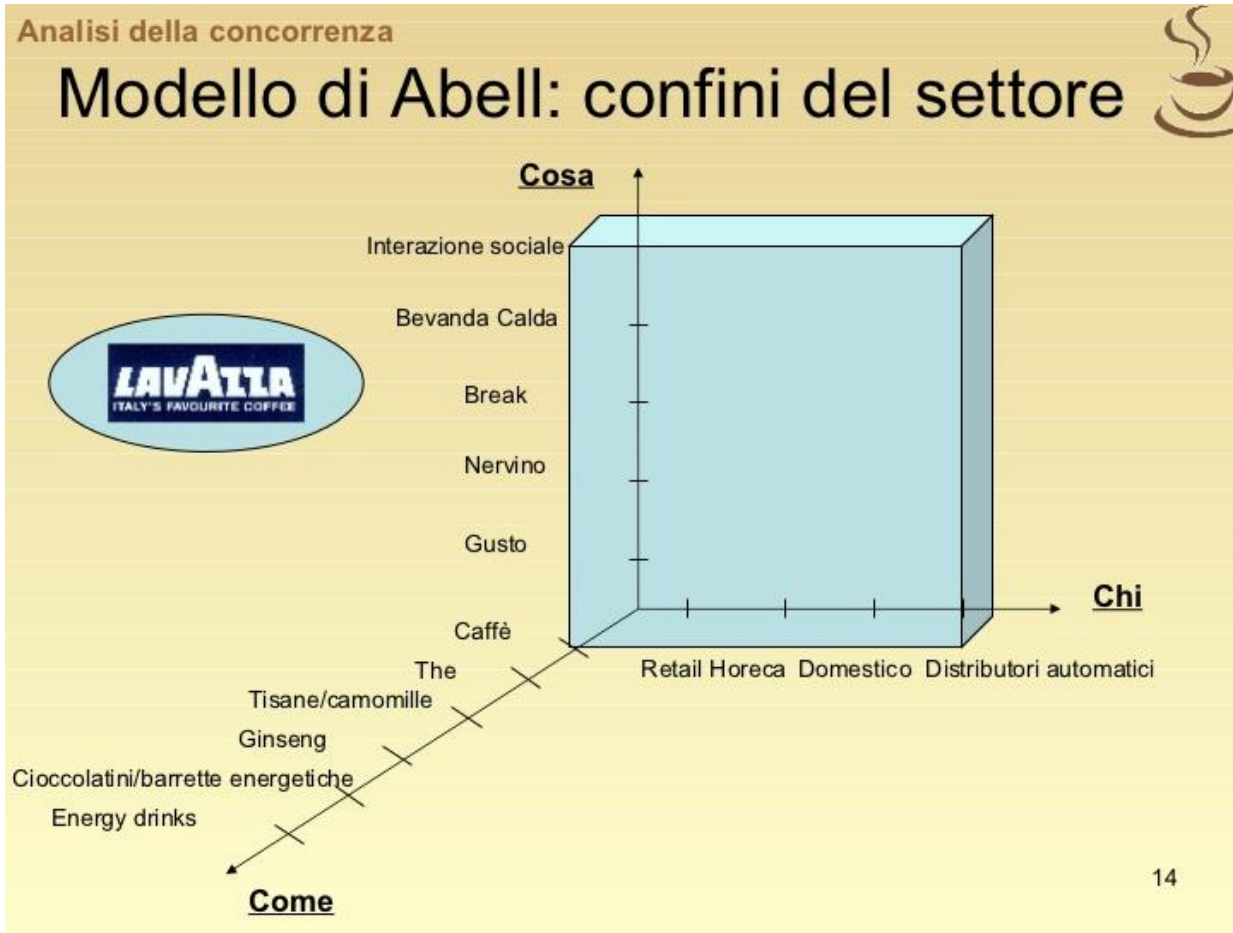 Analisi della concorrenza
Modello di Abell: confini del settore
Cosa
Interazione sociale
Bevanda Calda
LAVAZZA
ITALY'S FAVOURITE COFFEE
Break
Nervino
Gusto
Chi
Caffè
The
Retail Horeca Domestico Distributori automatici
Tisane/camomille
Ginseng
Cioccolatini/barrette energetiche
Energy drinks
14
Come